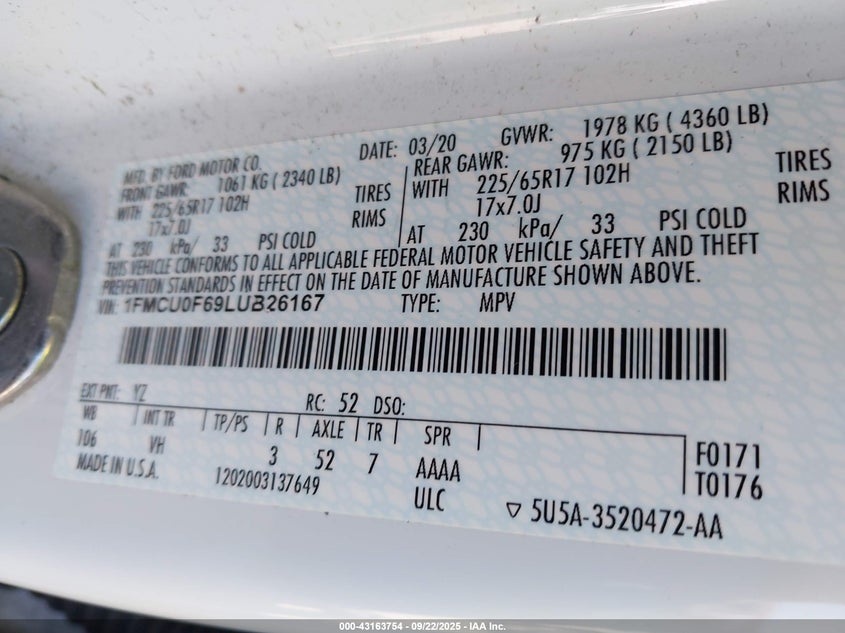 MFD. BY FORD MOTOR CO.
DATE: 03/20 GVWR: 1978 KG ( 4360 LB)
FRONT GAWR: 1061 KG ( 2340 LB)
WITH 225/65R17 102H TIRES
17x7.0J RIMS
AT 230 kPa/ 33 PSI COLD
REAR GAWR: 975 KG ( 2150 LB)
WITH 225/65R17 102H TIRES
17x7.0J RIMS
AT 230 kPa/ 33 PSI COLD
THIS VEHICLE CONFORMS TO ALL APPLICABLE FEDERAL MOTOR VEHICLE SAFETY AND THEFT
PREVENTION STANDARDS IN EFFECT ON THE DATE OF MANUFACTURE SHOWN ABOVE.
VIN: 1FMCU0F69LUB26167 TYPE: MPV
EXT PNT: YZ RC: 52 DSO:
WB INT TR TP/PS R AXLE TR SPR
106 VH 3 52 7 AAAA
F0171
T0176
MADE IN U.S.A. 1202003137649 ULC
5U5A-3520472-AA
000-43163754 - 09/22/2025 - IAA Inc.